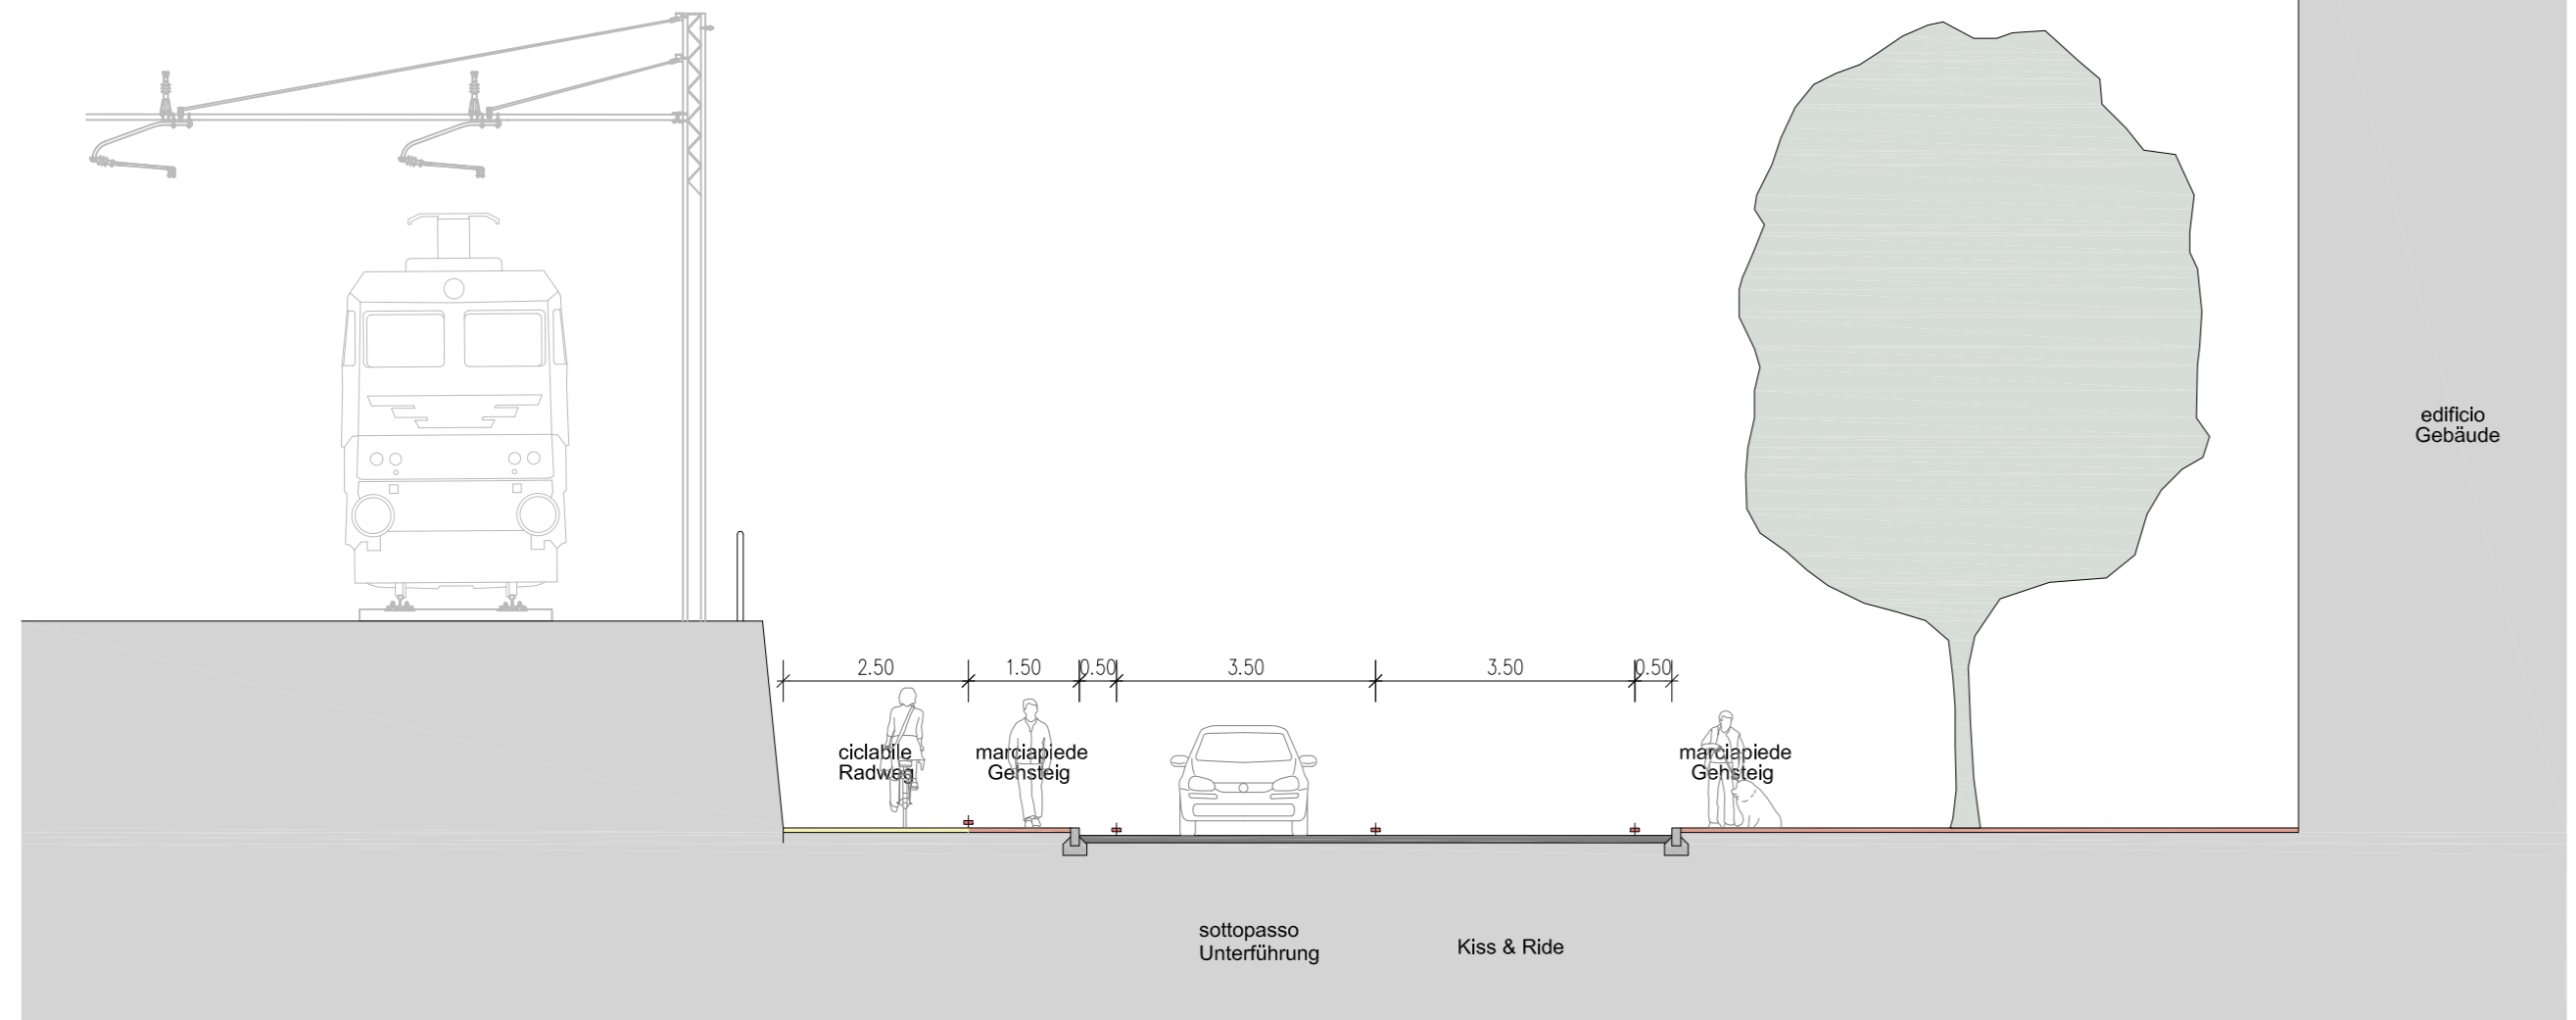 edificio
Gebäude
2.50
1.50
0.50
3.50
3.50
0.50
ciclabile
Radweg
marciapiede
Gehsteig
marciapiede
Gehsteig
sottopasso
Unterführung
Kiss & Ride